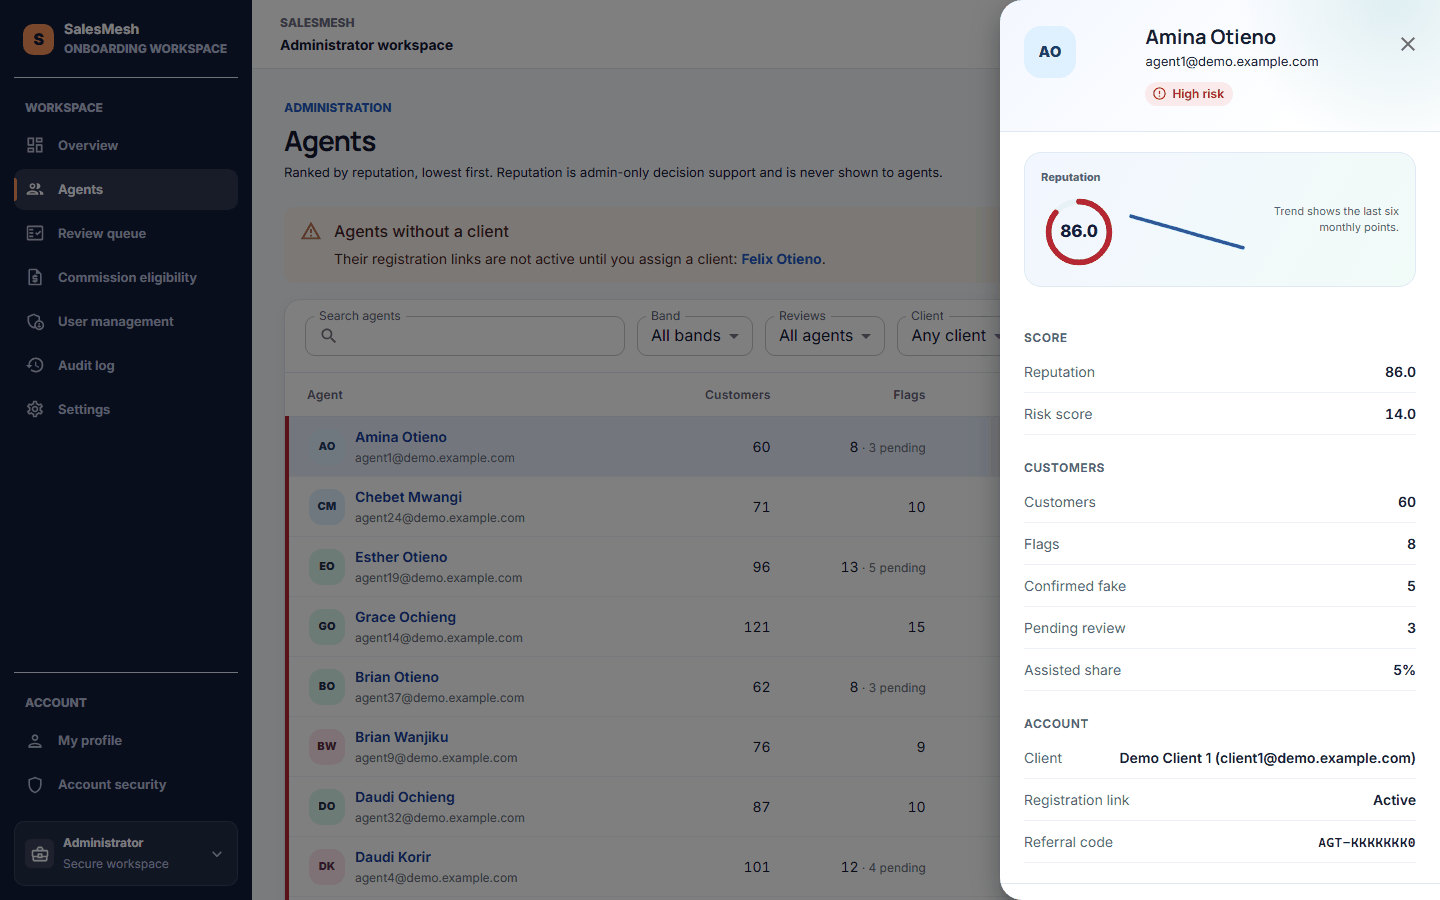 S
SalesMesh
ONBOARDING WORKSPACE
WORKSPACE
Overview
Agents
Review queue
Commission eligibility
User management
Audit log
Settings
ACCOUNT
My profile
Account security
Administrator
Secure workspace
SALESMESH
Administrator workspace
ADMINISTRATION
Agents
Ranked by reputation, lowest first. Reputation is admin-only decision support and is never shown to agents.
Agents without a client
Their registration links are not active until you assign a client: Felix Otieno.
Search agents
Band
All bands
Reviews
All agents
Client
Any client
Agent Customers Flags
AO Amina Otieno 60 8 · 3 pending
agent1@demo.example.com
CM Chebet Mwangi 71 10
agent24@demo.example.com
EO Esther Otieno 96 13 · 5 pending
agent19@demo.example.com
GO Grace Ochieng 121 15
agent14@demo.example.com
BO Brian Otieno 62 8 · 3 pending
agent37@demo.example.com
BW Brian Wanjiku 76 9
agent9@demo.example.com
DO Daudi Ochieng 87 10
agent32@demo.example.com
DK Daudi Korir 101 12 · 4 pending
agent4@demo.example.com
AO
Amina Otieno
agent1@demo.example.com
High risk
Reputation
86.0
Trend shows the last six
monthly points.
SCORE
Reputation 86.0
Risk score 14.0
CUSTOMERS
Customers 60
Flags 8
Confirmed fake 5
Pending review 3
Assisted share 5%
ACCOUNT
Client Demo Client 1 (client1@demo.example.com)
Registration link Active
Referral code AGT-KKKKKKK0